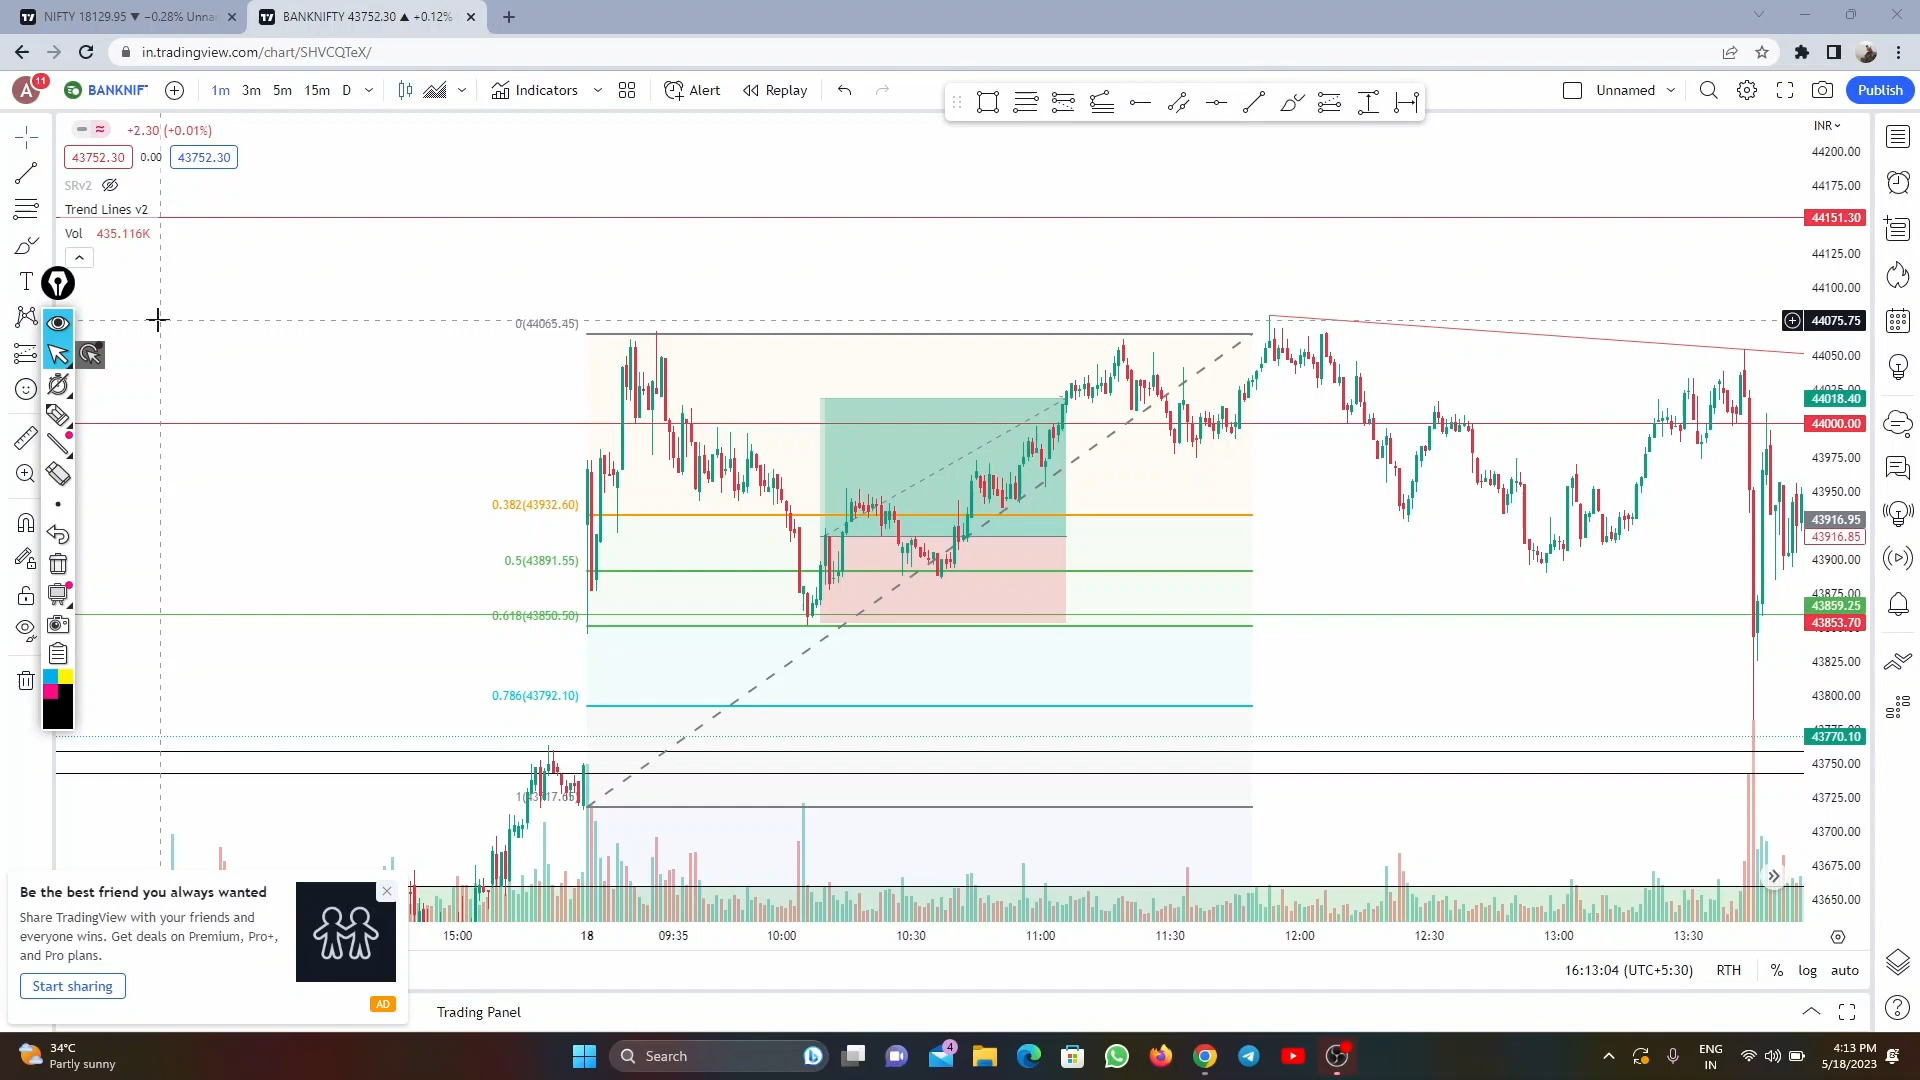 NIFTY 18129.95 ▼ −0.28% Unna
BANKNIFTY 43752.30 ▲ +0.12%
in.tradingview.com/chart/SHVCQTeX/
A
11
BANKNIF
1m
3m
5m
15m
D
Indicators
Alert
Replay
Unnamed
Publish
+2.30 (+0.01%)
INR
43752.30
0.00
43752.30
SRv2
Trend Lines v2
Vol 435.116K
44200.00
44175.00
44151.30
44125.00
44100.00
44075.75
44050.00
44025.00
44018.40
44000.00
43975.00
43950.00
43916.95
43916.85
43900.00
43875.00
43859.25
43853.70
43825.00
43800.00
43770.10
43750.00
43725.00
43700.00
43675.00
43650.00
0(44065.45)
0.382(43932.60)
0.5(43891.55)
0.618(43850.50)
0.786(43792.10)
Be the best friend you always wanted
Share TradingView with your friends and
everyone wins. Get deals on Premium, Pro+,
and Pro plans.
Start sharing
AD
15:00
18
09:35
10:00
10:30
11:00
11:30
12:00
12:30
13:00
13:30
16:13:04 (UTC+5:30)
RTH
%
log
auto
Trading Panel
34°C
Partly sunny
Search
4
ENG
IN
4:13 PM
5/18/2023